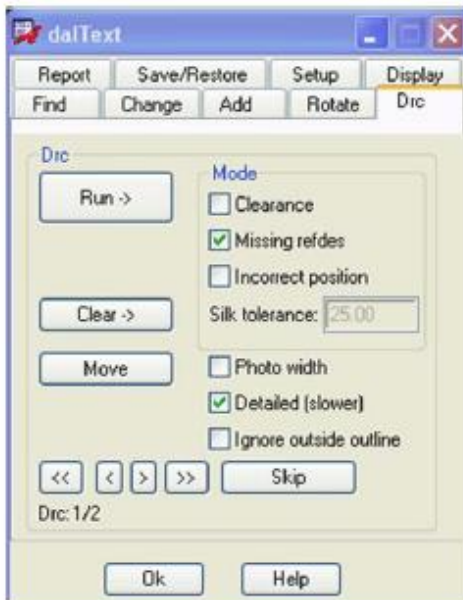 dalText
Report Save/Restore Setup Display
Find Change Add Rotate Drc
Drc
Mode
Run ->
Clearance
Missing refdes
Incorrect position
Clear -> Silk tolerance: 25.00
Move
Photo width
Detailed (slower)
Ignore outside outline
<< < > >> Skip
Drc: 1/2
Ok Help